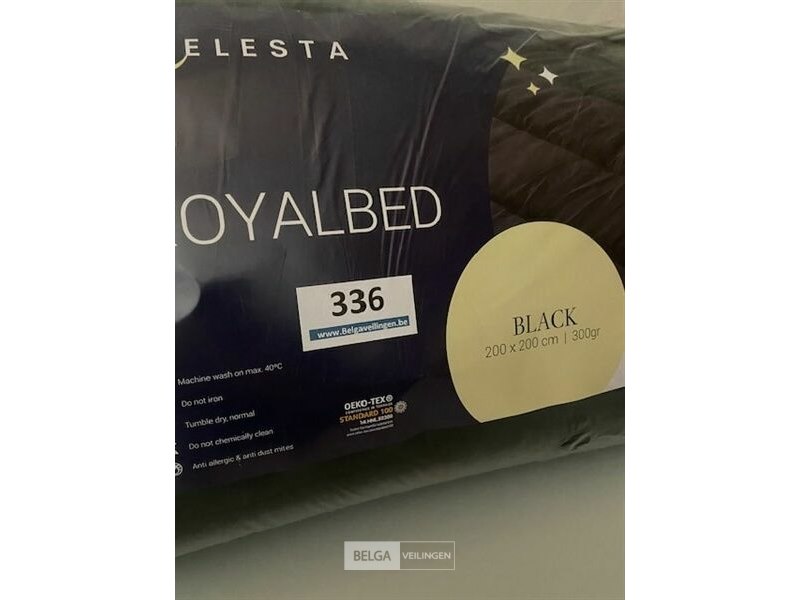 ELESTA
OYALBED
336
www.Belgaveilingen.be
BLACK
200 x 200 cm | 300gr
Machine wash on max. 40°C
Do not iron
Tumble dry, normal
Do not chemically clean
Anti allergic & anti dust mites
OEKO-TEX®
STANDARD 100
BELGA VEILINGEN